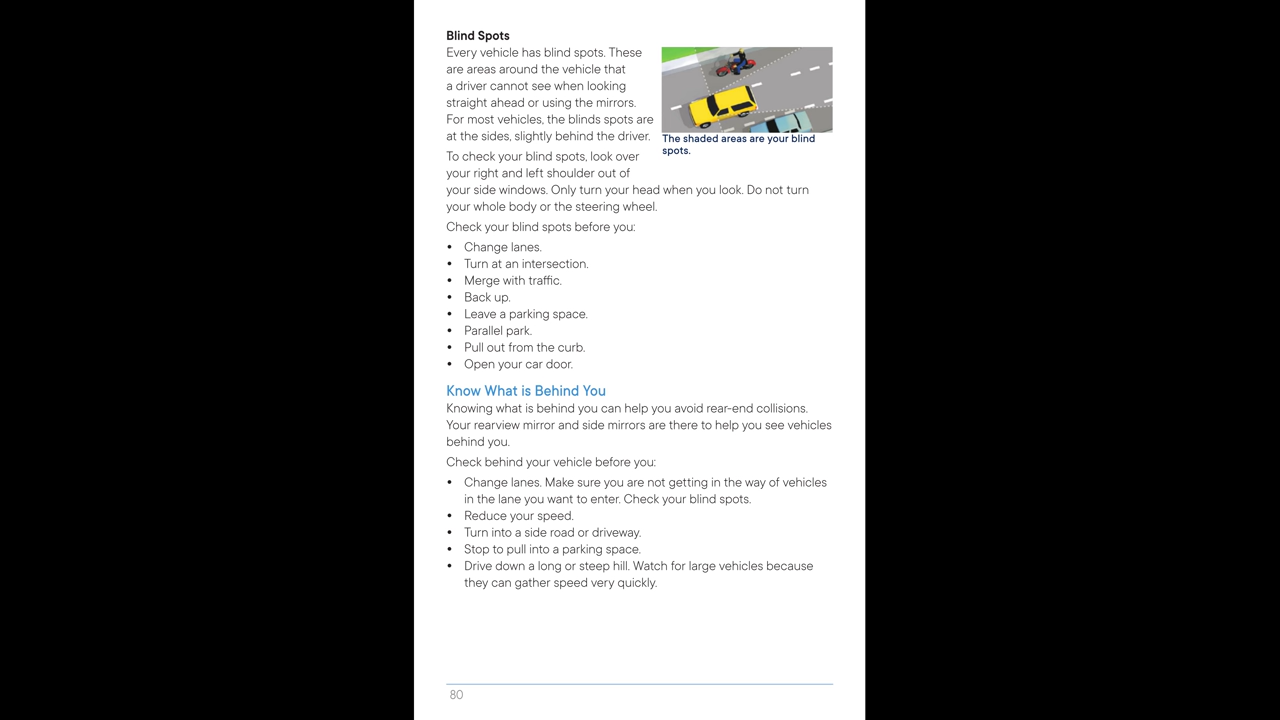 Blind Spots
Every vehicle has blind spots. These
are areas around the vehicle that
a driver cannot see when looking
straight ahead or using the mirrors.
For most vehicles, the blinds spots are
at the sides, slightly behind the driver.
The shaded areas are your blind
spots.
To check your blind spots, look over
your right and left shoulder out of
your side windows. Only turn your head when you look. Do not turn
your whole body or the steering wheel.
Check your blind spots before you:
• Change lanes.
• Turn at an intersection.
• Merge with traffic.
• Back up.
• Leave a parking space.
• Parallel park.
• Pull out from the curb.
• Open your car door.
Know What is Behind You
Knowing what is behind you can help you avoid rear-end collisions.
Your rearview mirror and side mirrors are there to help you see vehicles
behind you.
Check behind your vehicle before you:
• Change lanes. Make sure you are not getting in the way of vehicles
in the lane you want to enter. Check your blind spots.
• Reduce your speed.
• Turn into a side road or driveway.
• Stop to pull into a parking space.
• Drive down a long or steep hill. Watch for large vehicles because
they can gather speed very quickly.
80